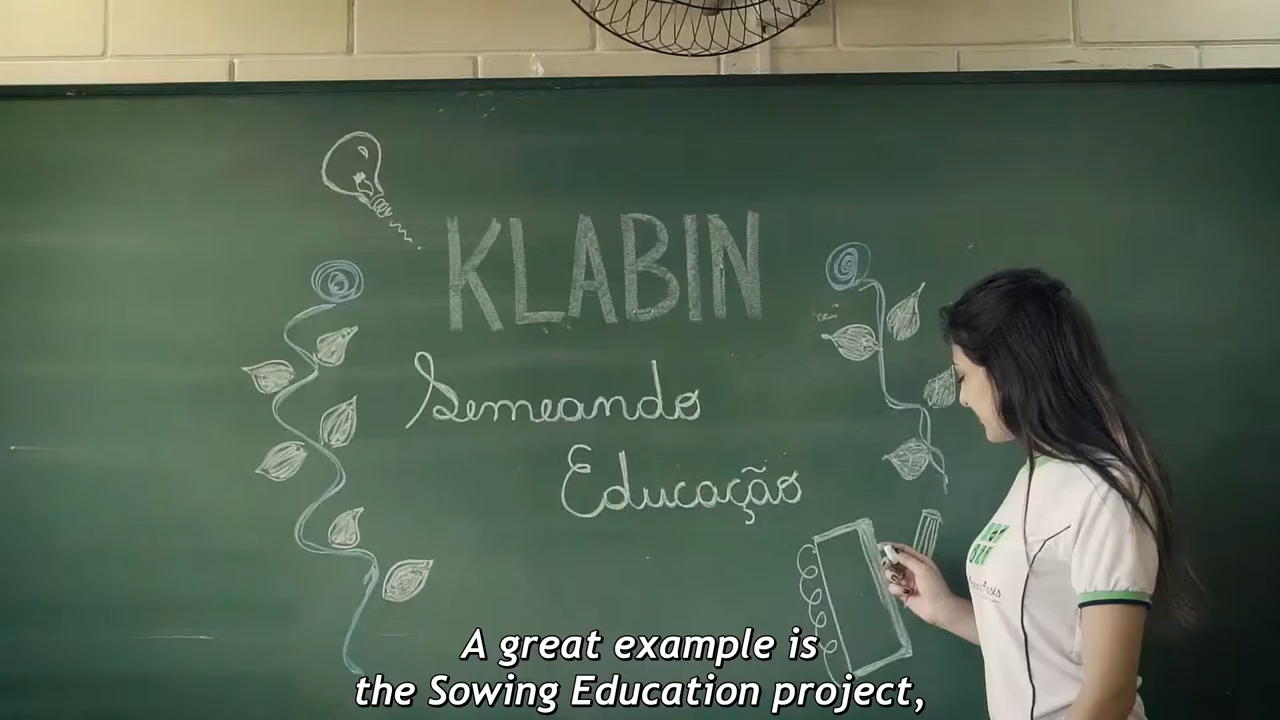 KLABIN
Semeando
Educação
A great example is
the Sowing Education project,